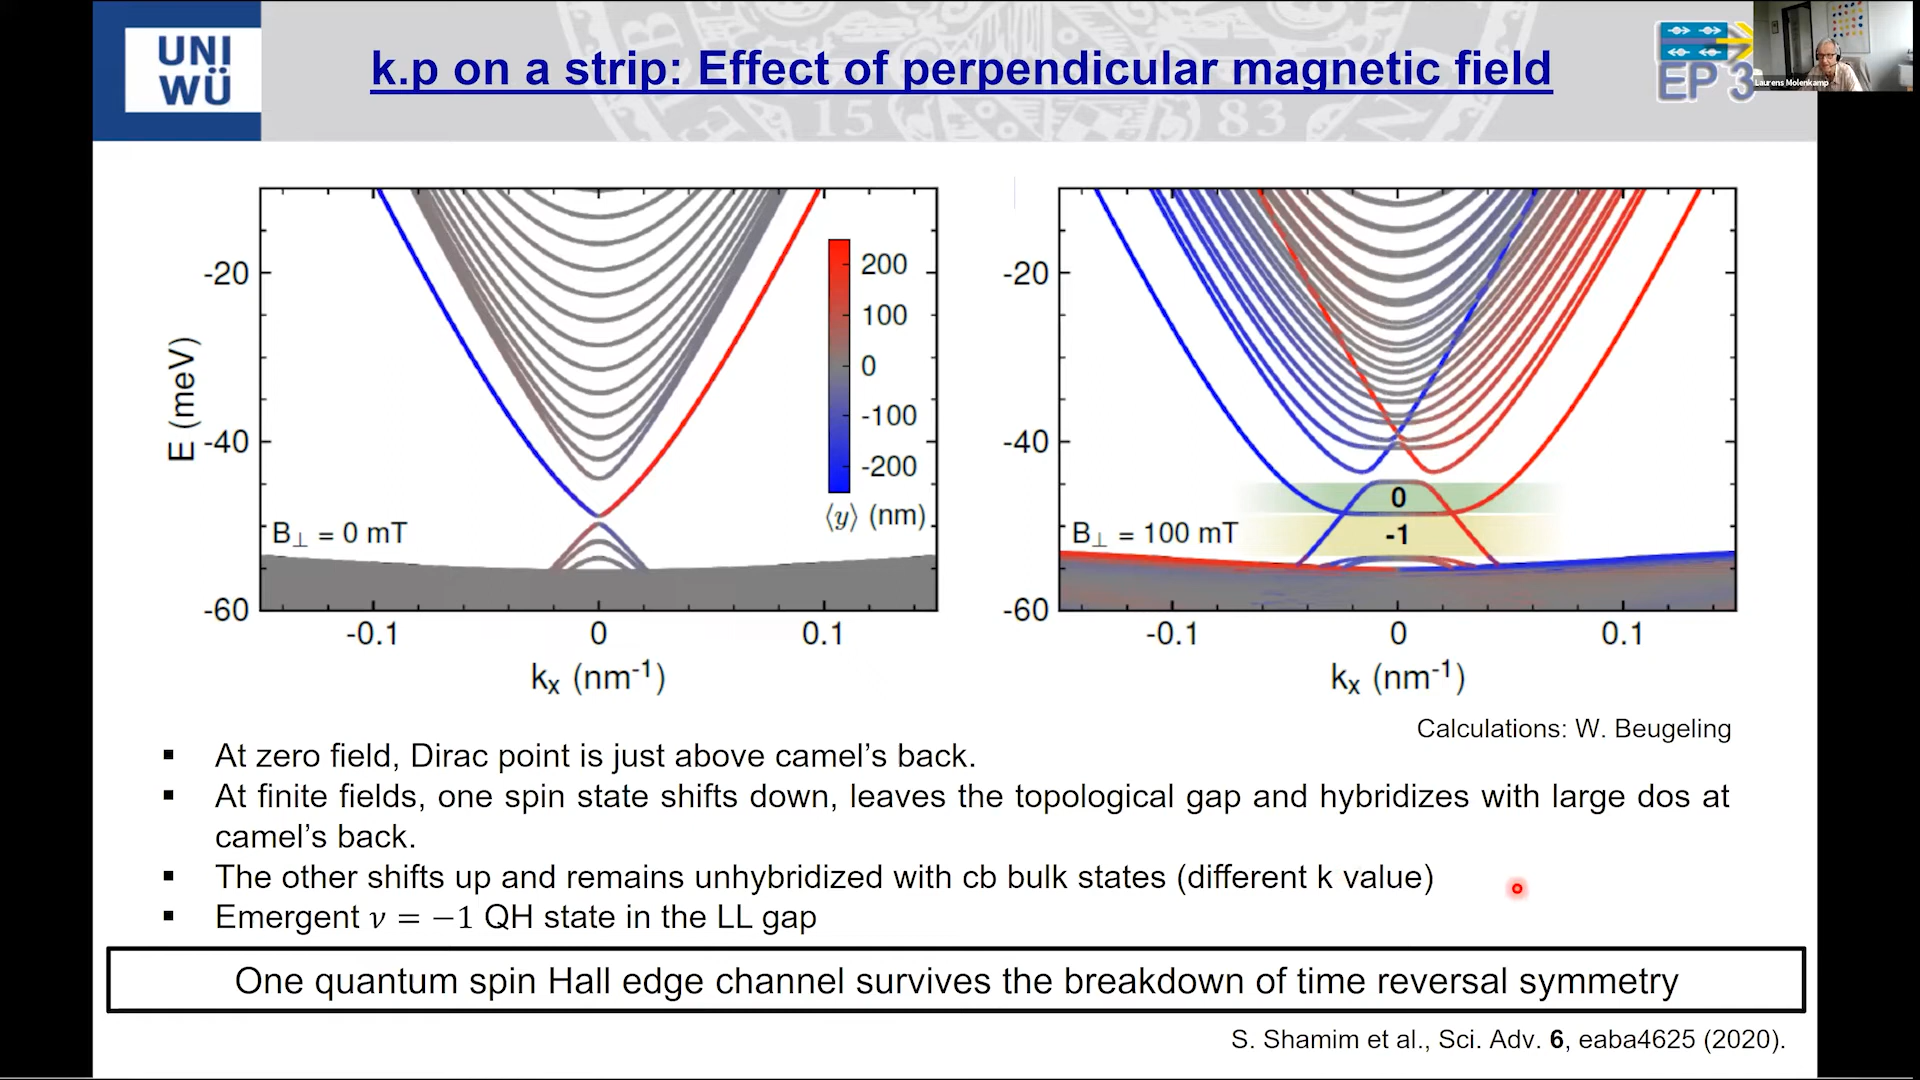 UNI
WÜ
k.p on a strip: Effect of perpendicular magnetic field
EP 3
Laurens Molenkamp
15 83
E (meV)
-20
-40
-60
B⊥ = 0 mT
200
100
0
-100
-200
⟨y⟩ (nm)
-0.1 0 0.1
kₓ (nm⁻¹)
-20
-40
-60
B⊥ = 100 mT
0
-1
-0.1 0 0.1
kₓ (nm⁻¹)
Calculations: W. Beugeling
▪ At zero field, Dirac point is just above camel’s back.
▪ At finite fields, one spin state shifts down, leaves the topological gap and hybridizes with large dos at
camel’s back.
▪ The other shifts up and remains unhybridized with cb bulk states (different k value)
▪ Emergent ν = −1 QH state in the LL gap
One quantum spin Hall edge channel survives the breakdown of time reversal symmetry
S. Shamim et al., Sci. Adv. 6, eaba4625 (2020).